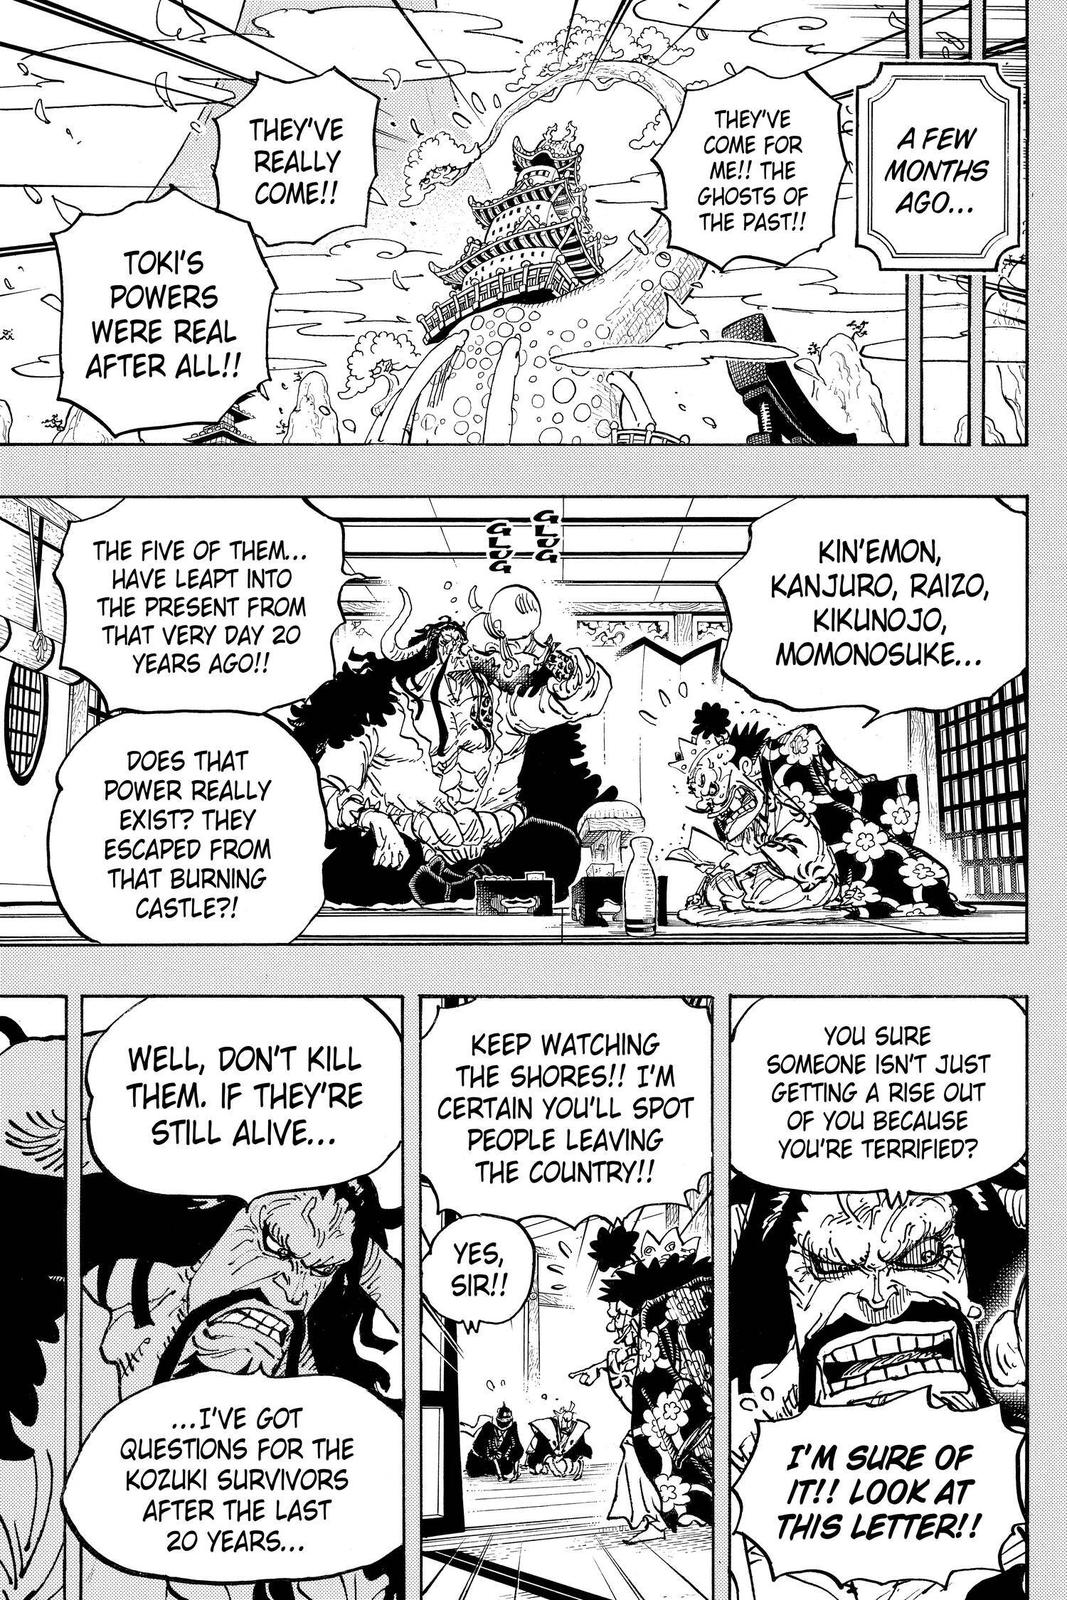 A FEW
MONTHS
AGO...
THEY'VE
COME FOR
ME!! THE
GHOSTS OF
THE PAST!!
THEY'VE
REALLY
COME!!
TOKI'S
POWERS
WERE REAL
AFTER ALL!!
KIN'EMON,
KANJURO, RAIZO,
KIKUNOJO,
MOMONOSUKE...
GLUG
GLUG
THE FIVE OF THEM...
HAVE LEAPT INTO
THE PRESENT FROM
THAT VERY DAY 20
YEARS AGO!!
DOES THAT
POWER REALLY
EXIST? THEY
ESCAPED FROM
THAT BURNING
CASTLE?!
YOU SURE
SOMEONE ISN'T JUST
GETTING A RISE OUT
OF YOU BECAUSE
YOU'RE TERRIFIED?
I'M SURE OF
IT!! LOOK AT
THIS LETTER!!
KEEP WATCHING
THE SHORES!! I'M
CERTAIN YOU'LL SPOT
PEOPLE LEAVING
THE COUNTRY!!
YES,
SIR!!
WELL, DON'T KILL
THEM. IF THEY'RE
STILL ALIVE...
...I'VE GOT
QUESTIONS FOR THE
KOZUKI SURVIVORS
AFTER THE LAST
20 YEARS...